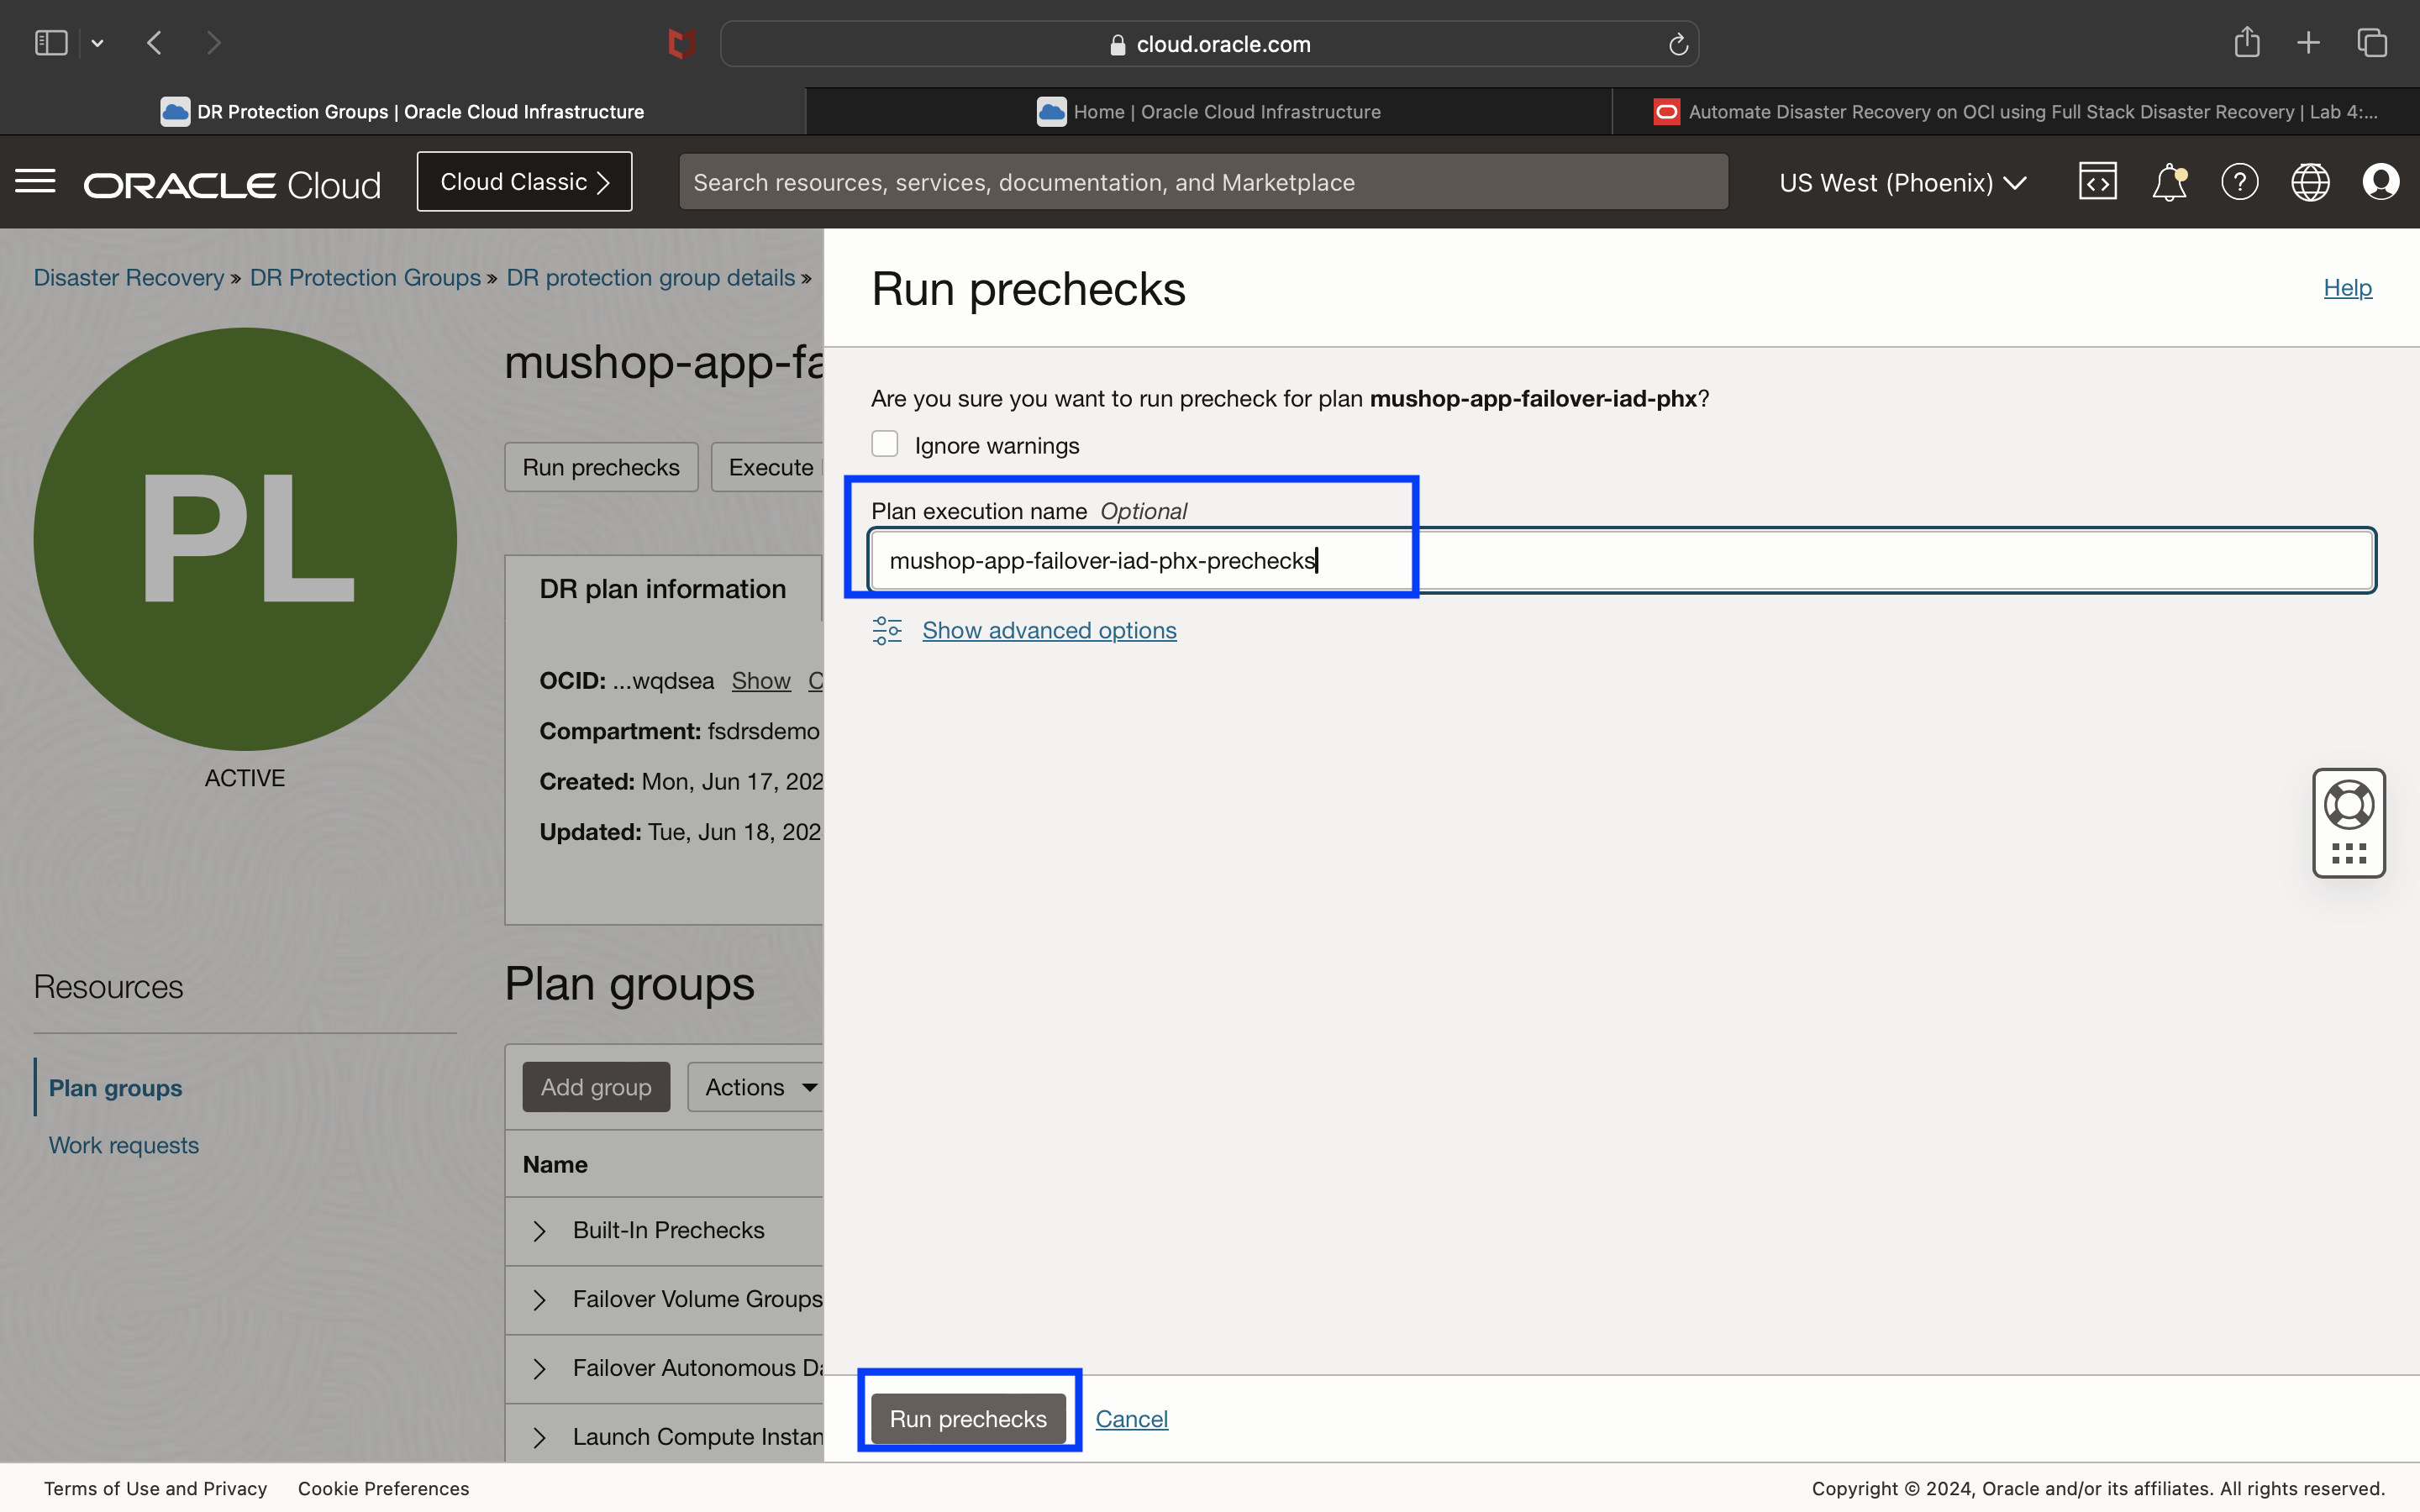 cloud.oracle.com
DR Protection Groups | Oracle Cloud Infrastructure
Home | Oracle Cloud Infrastructure
Automate Disaster Recovery on OCI using Full Stack Disaster Recovery | Lab 4:...
ORACLE Cloud
Cloud Classic
Search resources, services, documentation, and Marketplace
US West (Phoenix)
Disaster Recovery » DR Protection Groups » DR protection group details »
PL
ACTIVE
mushop-app-fa
Run prechecks
Execute
DR plan information
OCID: ...wqdsea Show C
Compartment: fsdrsdemo
Created: Mon, Jun 17, 202
Updated: Tue, Jun 18, 202
Resources
Plan groups
Work requests
Plan groups
Add group
Actions
Name
Built-In Prechecks
Failover Volume Groups
Failover Autonomous Da
Launch Compute Instan
Run prechecks
Help
Are you sure you want to run precheck for plan mushop-app-failover-iad-phx?
Ignore warnings
Plan execution name Optional
mushop-app-failover-iad-phx-prechecks
Show advanced options
Run prechecks
Cancel
Terms of Use and Privacy
Cookie Preferences
Copyright © 2024, Oracle and/or its affiliates. All rights reserved.